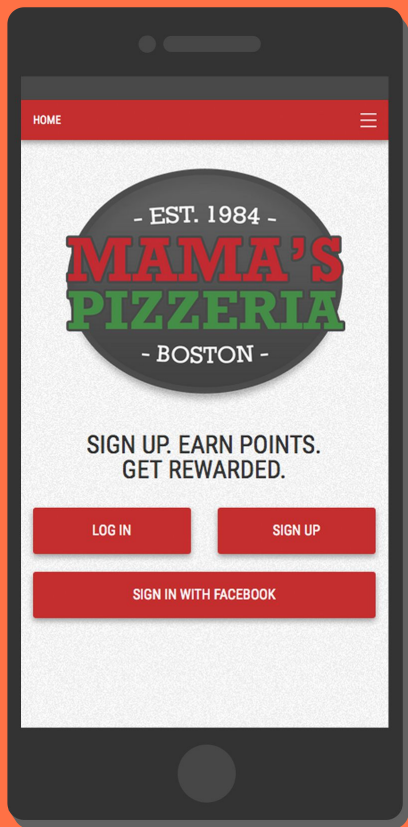 HOME
- EST. 1984 -
MAMA'S
PIZZERIA
- BOSTON -
SIGN UP. EARN POINTS.
GET REWARDED.
LOG IN
SIGN UP
SIGN IN WITH FACEBOOK